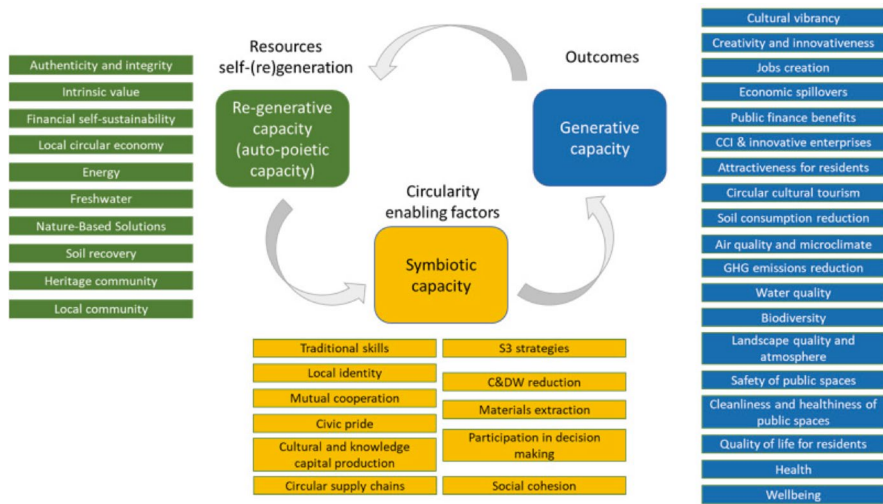 Resources
self-(re)generation
Authenticity and integrity
Intrinsic value
Financial self-sustainability
Local circular economy
Energy
Freshwater
Nature-Based Solutions
Soil recovery
Heritage community
Local community
Re-generative
capacity
(auto-poietic
capacity)
Circularity
enabling factors
Symbiotic
capacity
Traditional skills
Local identity
Mutual cooperation
Civic pride
Cultural and knowledge
capital production
Circular supply chains
S3 strategies
C&DW reduction
Materials extraction
Participation in decision
making
Social cohesion
Outcomes
Generative
capacity
Cultural vibrancy
Creativity and innovativeness
Jobs creation
Economic spillovers
Public finance benefits
CCI & innovative enterprises
Attractiveness for residents
Circular cultural tourism
Soil consumption reduction
Air quality and microclimate
GHG emissions reduction
Water quality
Biodiversity
Landscape quality and
atmosphere
Safety of public spaces
Cleanliness and healthiness of
public spaces
Quality of life for residents
Health
Wellbeing